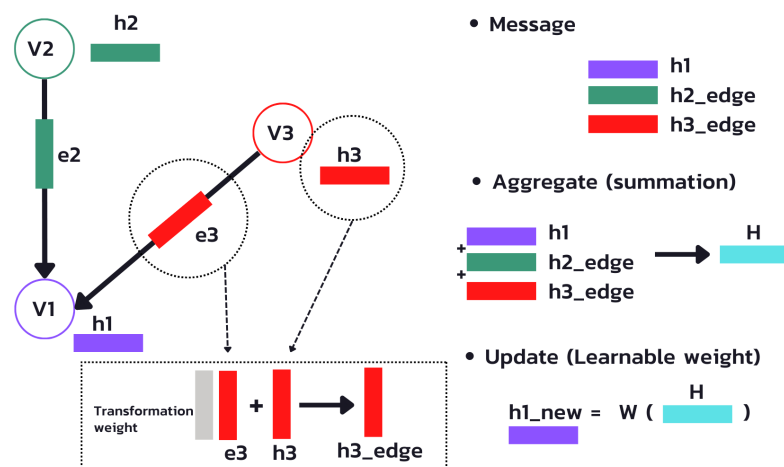 V2
h2
e2
V3
h3
e3
V1
h1
Transformation
weight
e3
+
h3
h3_edge
• Message
h1
h2_edge
h3_edge
• Aggregate (summation)
h1
+
h2_edge
+
h3_edge
H
• Update (Learnable weight)
H
h1_new = W ( )